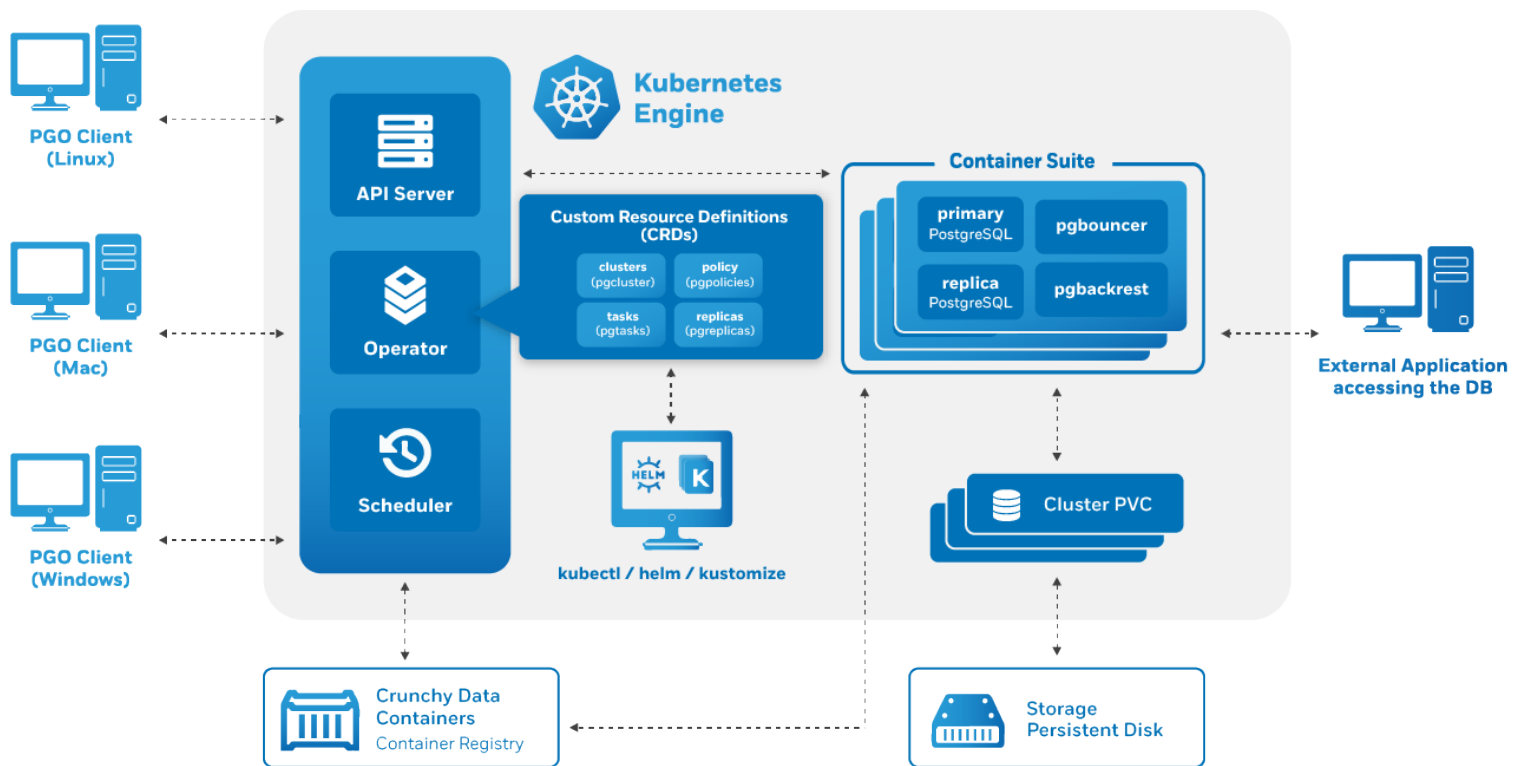 PGO Client
(Linux)
PGO Client
(Mac)
PGO Client
(Windows)
API Server
Operator
Scheduler
Kubernetes
Engine
Custom Resource Definitions
(CRDs)
clusters
(pgcluster)
policy
(pgpolicies)
tasks
(pgtasks)
replicas
(pgreplicas)
HELM
K
kubectl / helm / kustomize
Container Suite
primary
PostgreSQL
pgbouncer
replica
PostgreSQL
pgbackrest
Cluster PVC
External Application
accessing the DB
Crunchy Data
Containers
Container Registry
Storage
Persistent Disk